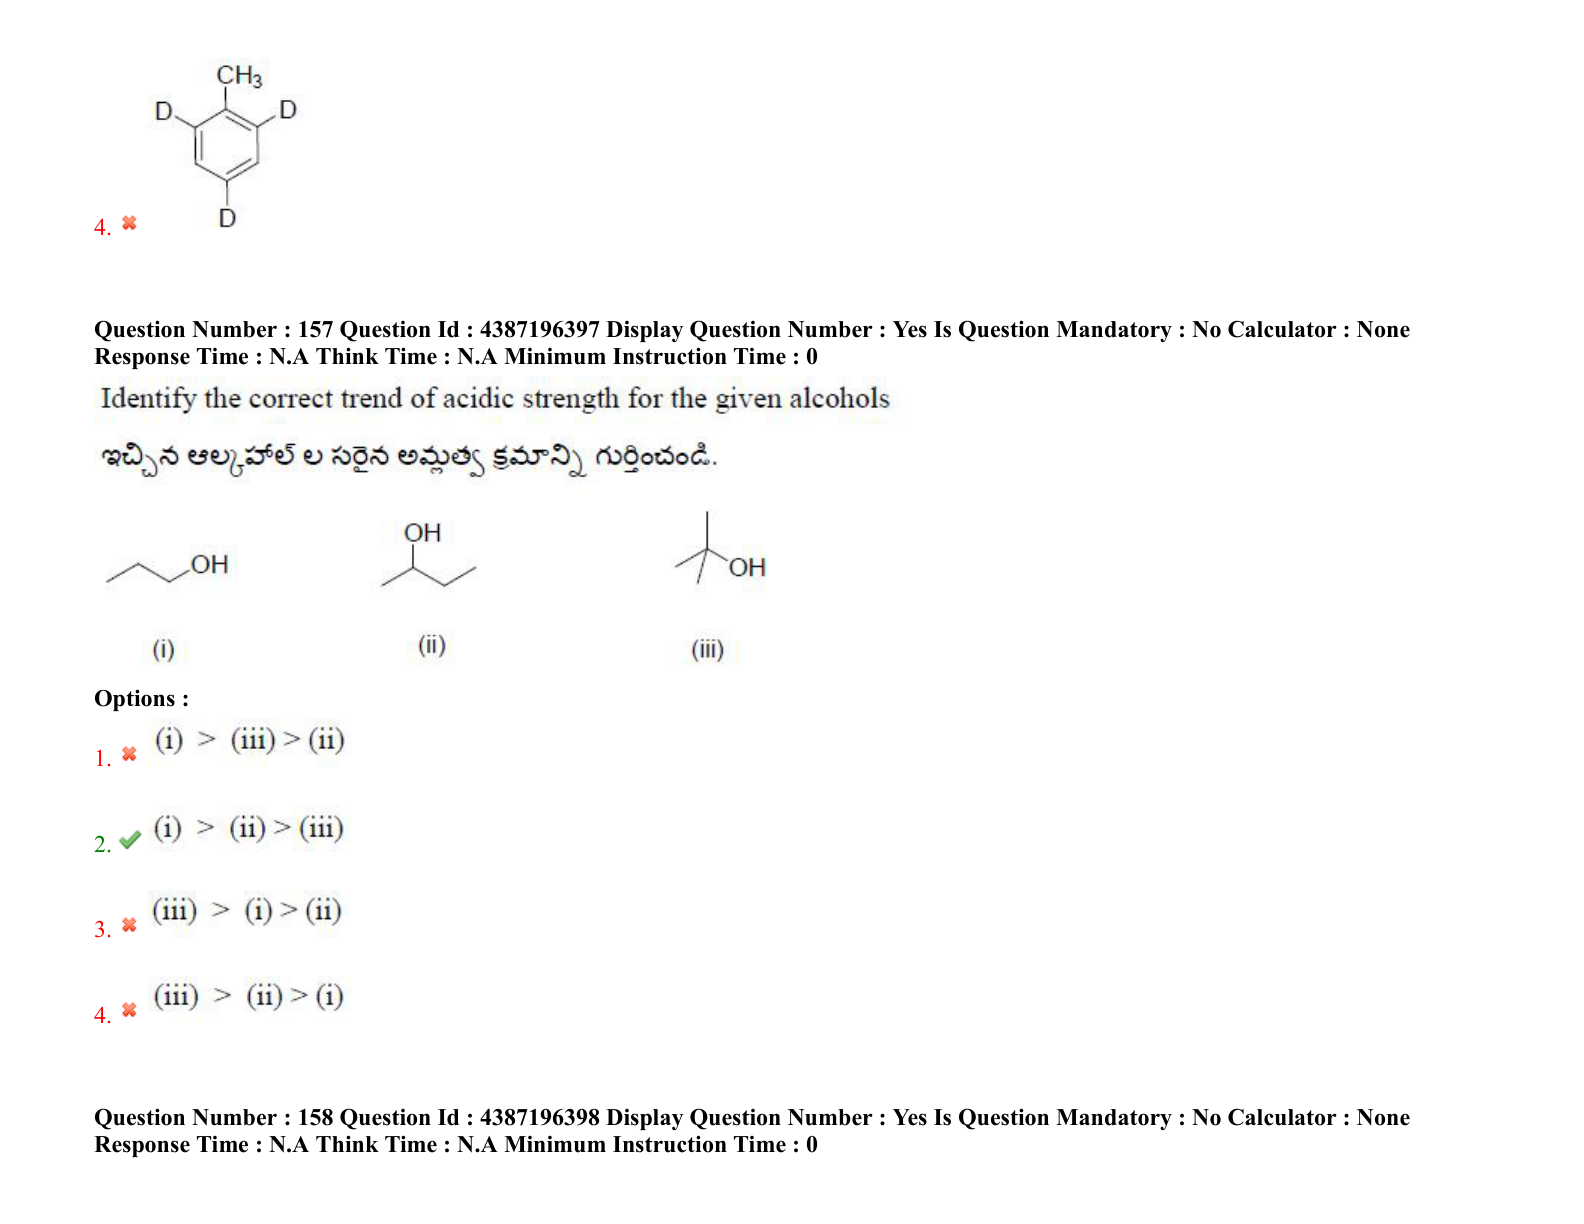 CH3
D D
D
4.
Question Number : 157 Question Id : 4387196397 Display Question Number : Yes Is Question Mandatory : No Calculator : None
Response Time : N.A Think Time : N.A Minimum Instruction Time : 0
Identify the correct trend of acidic strength for the given alcohols
ఇచ్చిన ఆల్కహాల్ ల సరైన ఆమ్లత్వ క్రమాన్ని గుర్తించండి.
OH OH OH
(i) (ii) (iii)
Options :
1. (i) > (iii) > (ii)
2. (i) > (ii) > (iii)
3. (iii) > (i) > (ii)
4. (iii) > (ii) > (i)
Question Number : 158 Question Id : 4387196398 Display Question Number : Yes Is Question Mandatory : No Calculator : None
Response Time : N.A Think Time : N.A Minimum Instruction Time : 0